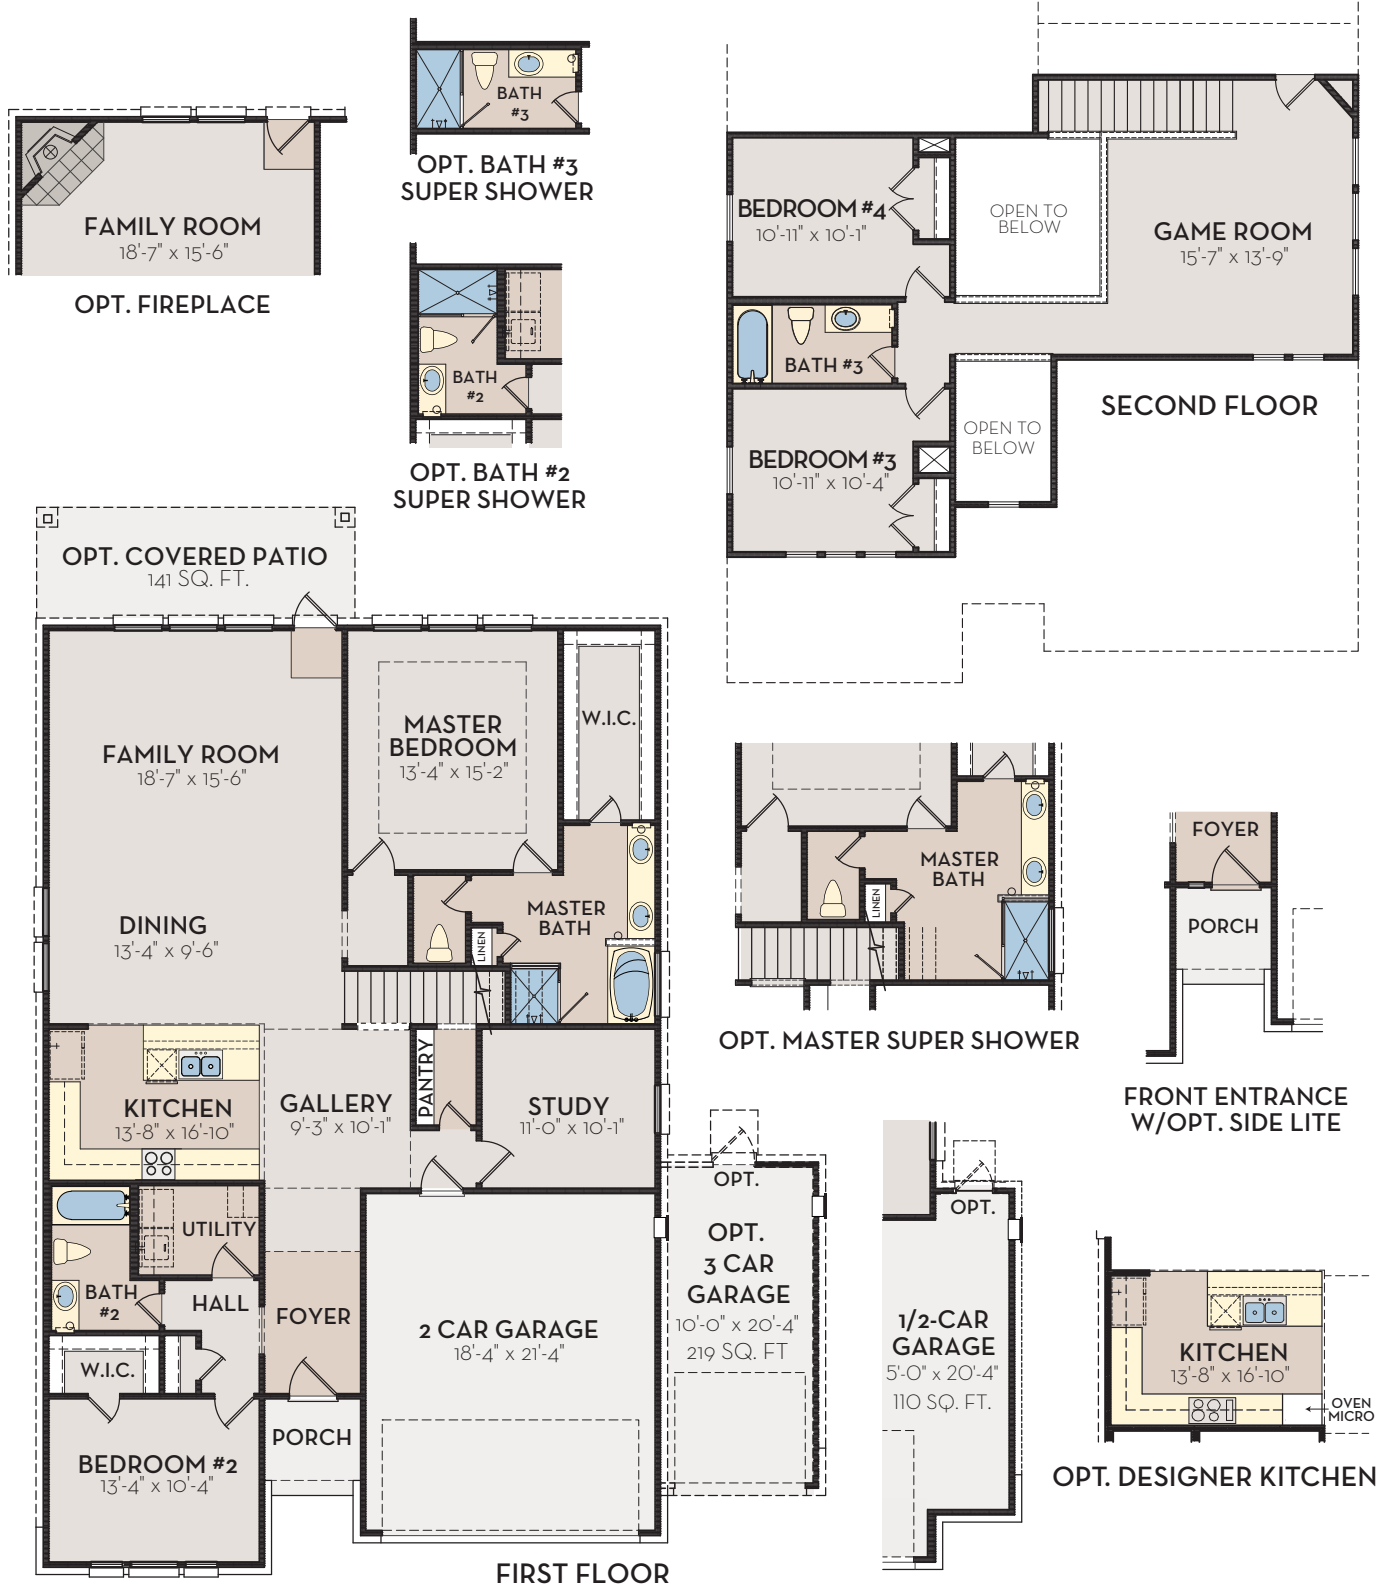 BATH
#3
OPT. BATH #3
SUPER SHOWER
FAMILY ROOM
18'-7" x 15'-6"
OPT. FIREPLACE
BATH
#2
OPT. BATH #2
SUPER SHOWER
BEDROOM #4
10'-11" x 10'-1"
OPEN TO
BELOW
GAME ROOM
15'-7" x 13'-9"
BATH #3
BEDROOM #3
10'-11" x 10'-4"
OPEN TO
BELOW
SECOND FLOOR
OPT. COVERED PATIO
141 SQ. FT.
FAMILY ROOM
18'-7" x 15'-6"
MASTER
BEDROOM
13'-4" x 15'-2"
W.I.C.
DINING
13'-4" x 9'-6"
MASTER
BATH
LINEN
KITCHEN
13'-8" x 16'-10"
GALLERY
9'-3" x 10'-1"
PANTRY
STUDY
11'-0" x 10'-1"
UTILITY
BATH
#2
HALL
FOYER
W.I.C.
BEDROOM #2
13'-4" x 10'-4"
PORCH
2 CAR GARAGE
18'-4" x 21'-4"
OPT.
OPT.
3 CAR
GARAGE
10'-0" x 20'-4"
219 SQ. FT
FIRST FLOOR
MASTER
BATH
LINEN
OPT. MASTER SUPER SHOWER
FOYER
PORCH
FRONT ENTRANCE
W/OPT. SIDE LITE
OPT.
1/2-CAR
GARAGE
5'-0" x 20'-4"
110 SQ. FT.
KITCHEN
13'-8" x 16'-10"
OVEN
MICRO
OPT. DESIGNER KITCHEN